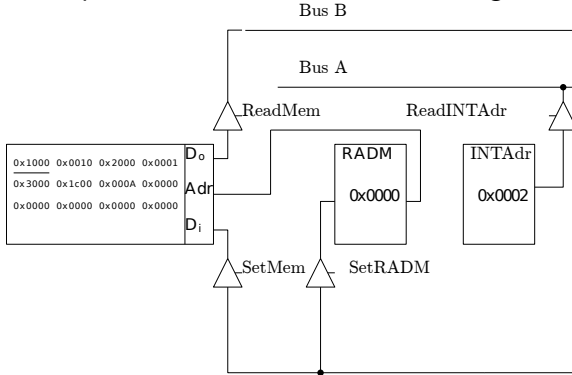 Bus B
Bus A
ReadMem
ReadINTAdr
Do
RADM
INTAdr
0x1000 0x0010 0x2000 0x0001
0x3000 0x1c00 0x000A 0x0000
Adr
0x0000
0x0002
0x0000 0x0000 0x0000 0x0000
Di
SetMem
SetRADM